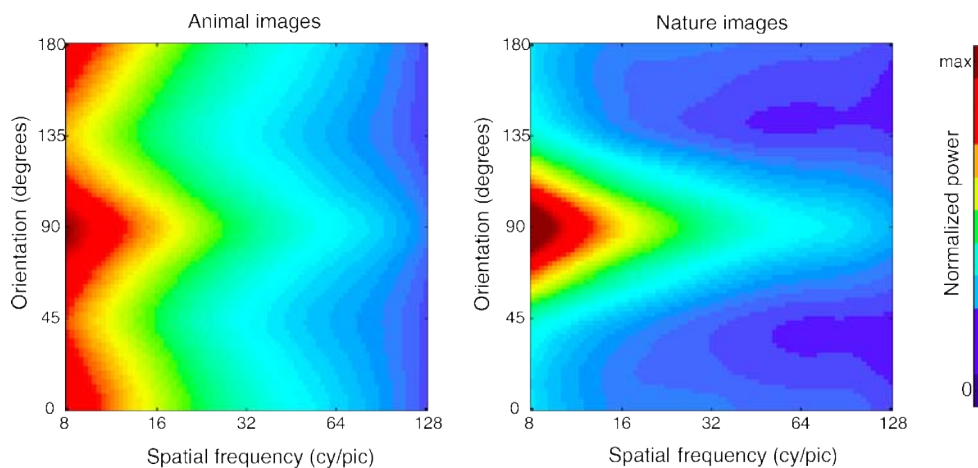 Animal images
180
135
90
45
0
Orientation (degrees)
8 16 32 64 128
Spatial frequency (cy/pic)
Nature images
180
135
90
45
0
Orientation (degrees)
8 16 32 64 128
Spatial frequency (cy/pic)
max
0
Normalized power